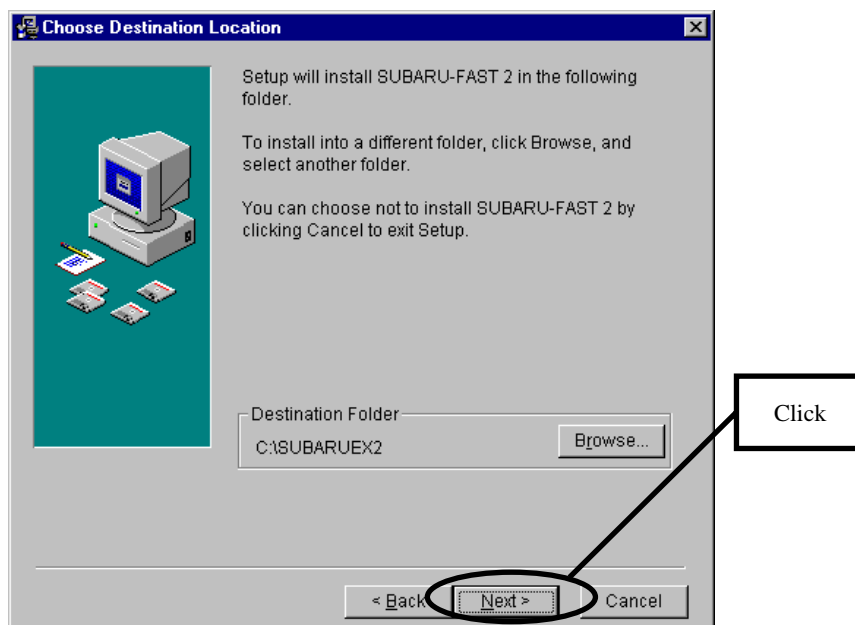 Choose Destination Location
Setup will install SUBARU-FAST 2 in the following
folder.
To install into a different folder, click Browse, and
select another folder.
You can choose not to install SUBARU-FAST 2 by
clicking Cancel to exit Setup.
Destination Folder
C:\SUBARUEX2
Browse...
Click
< Back
Next >
Cancel